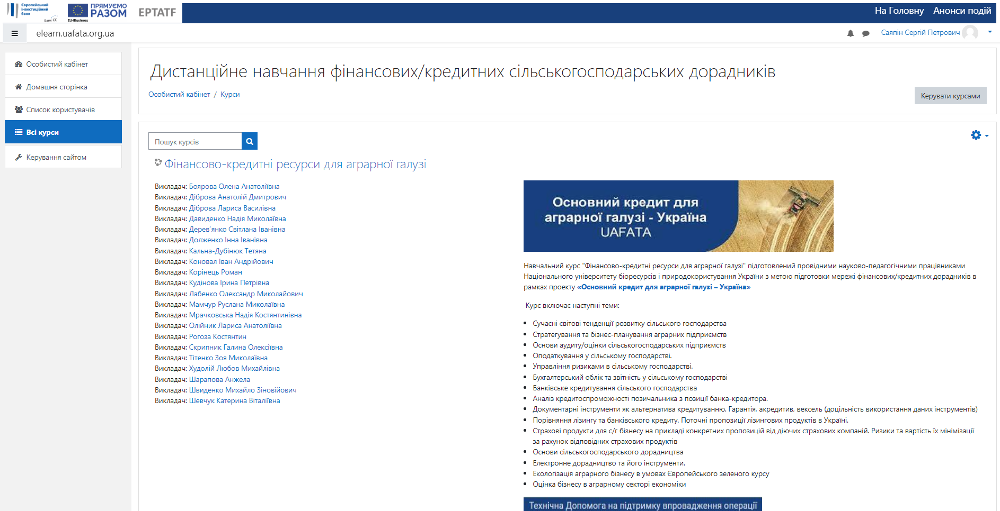 Європейський
інвестиційний
банк
Банк ЄС
ПРЯМУЄМО
РАЗОМ
EU4Business
EPTATF
На Головну Анонси подій
elearn.uafata.org.ua
Саяпін Сергій Петрович
Особистий кабінет
Домашня сторінка
Список користувачів
Всі курси
Керування сайтом
Дистанційне навчання фінансових/кредитних сільськогосподарських дорадників
Особистий кабінет / Курси
Керувати курсами
Пошук курсів
Фінансово-кредитні ресурси для аграрної галузі
Викладач: Боярова Олена Анатоліївна
Викладач: Діброва Анатолій Дмитрович
Викладач: Діброва Лариса Василівна
Викладач: Давиденко Надія Миколаївна
Викладач: Дерев’янко Світлана Іванівна
Викладач: Долженко Інна Іванівна
Викладач: Кальна-Дубінюк Тетяна
Викладач: Коновал Іван Андрійович
Викладач: Корінець Роман
Викладач: Кудінова Ірина Петрівна
Викладач: Лабенко Олександр Миколайович
Викладач: Мамчур Руслана Миколаївна
Викладач: Мрачковська Надія Костянтинівна
Викладач: Олійник Лариса Анатоліївна
Викладач: Рогоза Костянтин
Викладач: Скрипник Галина Олексіївна
Викладач: Тітенко Зоя Миколаївна
Викладач: Худолій Любов Михайлівна
Викладач: Шарапова Анжела
Викладач: Швиденко Михайло Зіновійович
Викладач: Шевчук Катерина Віталіївна
Основний кредит для
аграрної галузі - Україна
UAFATA
Навчальний курс "Фінансово-кредитні ресурси для аграрної галузі" підготовлений провідними науково-педагогічними працівниками
Національного університету біоресурсів і природокористування України з метою підготовки мережі фінансових/кредитних дорадників в
рамках проекту «Основний кредит для аграрної галузі – Україна»
Курс включає наступні теми:
Сучасні світові тенденції розвитку сільського господарства
Стратегування та бізнес-планування аграрних підприємств
Основи аудиту/оцінки сільськогосподарських підприємств
Оподаткування у сільському господарстві.
Управління ризиками в сільському господарстві.
Бухгалтерський облік та звітність у сільському господарстві
Банківське кредитування сільського господарства
Аналіз кредитоспроможності позичальника з позиції банка-кредитора.
Документарні інструменти як альтернатива кредитуванню. Гарантія, акредитив, вексель (доцільність використання даних інструментів)
Порівняння лізингу та банківського кредиту. Поточні пропозиції лізингових продуктів в Україні.
Страхові продукти для с/г бізнесу на прикладі конкретних пропозицій від діючих страхових компаній. Ризики та вартість їх мінімізації
за рахунок відповідних страхових продуктів
Основи сільськогосподарського дорадництва
Електронне дорадництво та його інструменти.
Екологізація аграрного бізнесу в умовах Європейського зеленого курсу
Оцінка бізнесу в аграрному секторі економіки
Технічна Допомога на підтримку впровадження операції